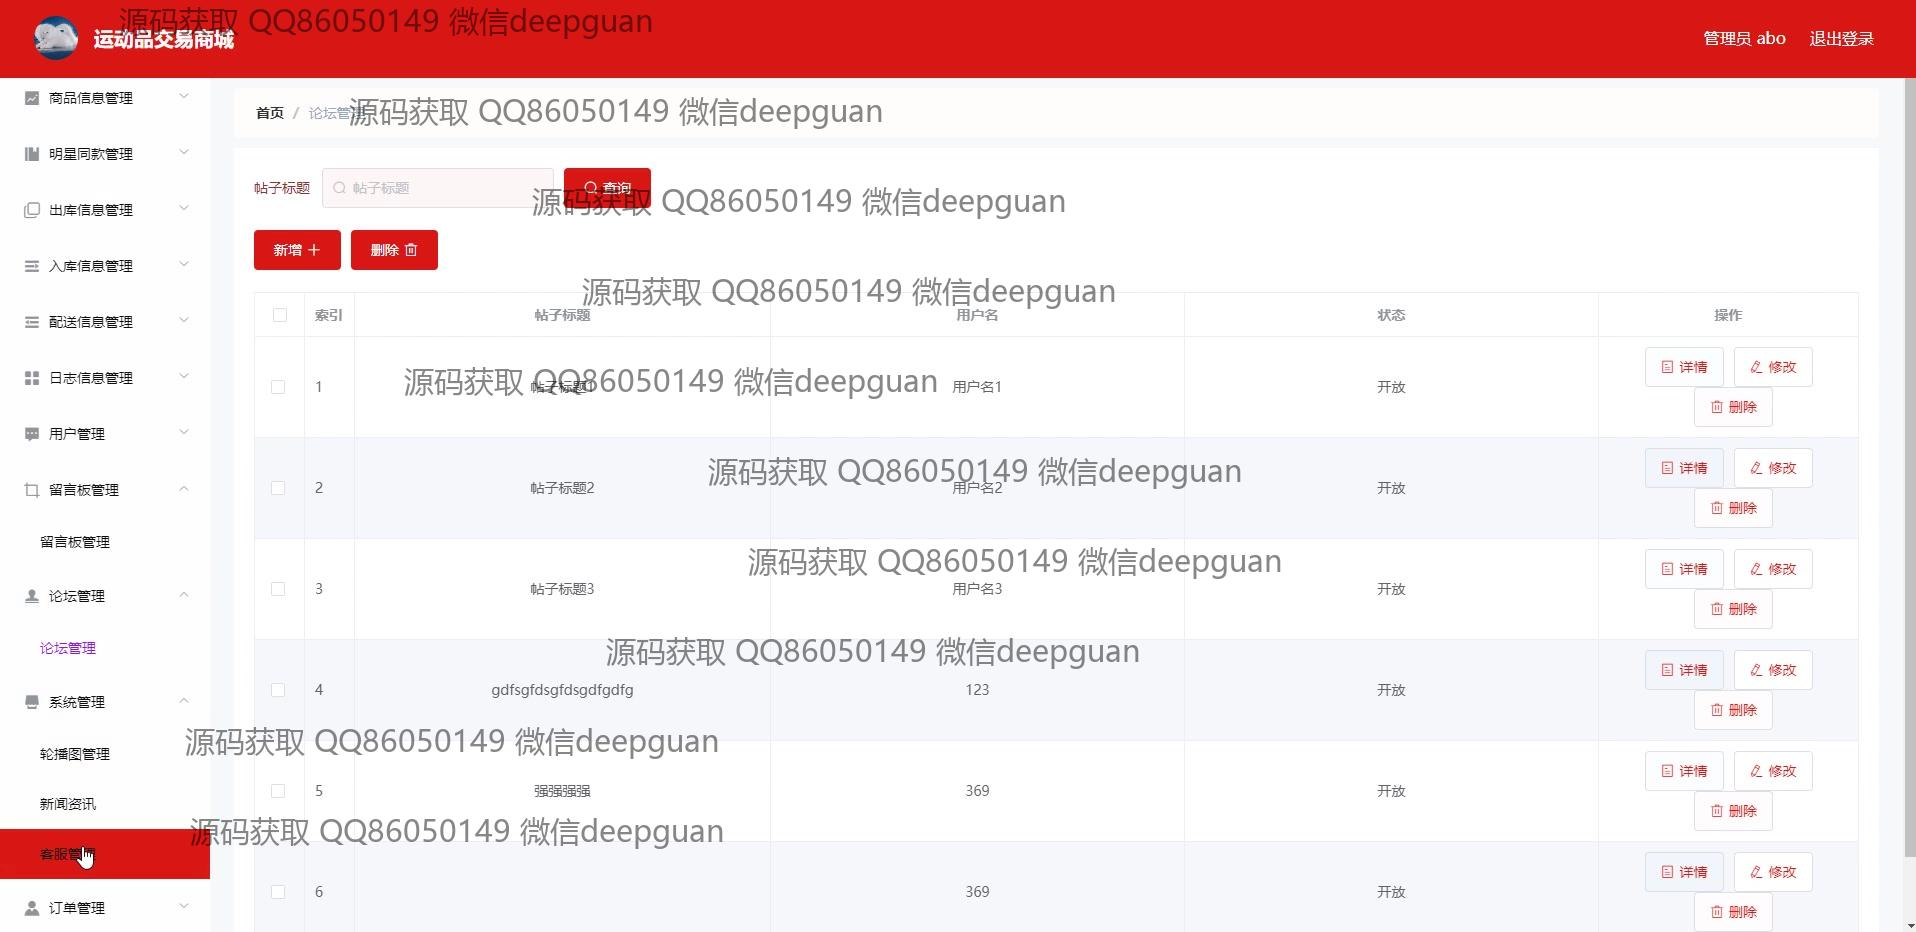 源码获取 QQ86050149 微信deepguan
运动品交易商城
管理员 abo
退出登录
商品信息管理
明星同款管理
出库信息管理
入库信息管理
配送信息管理
日志信息管理
用户管理
留言板管理
留言板管理
论坛管理
论坛管理
系统管理
轮播图管理
新闻资讯
客服管理
订单管理
首页 / 论坛管理
源码获取 QQ86050149 微信deepguan
帖子标题 帖子标题 查询
源码获取 QQ86050149 微信deepguan
新增 删除
源码获取 QQ86050149 微信deepguan
索引 帖子标题 用户名 状态 操作
源码获取 QQ86050149 微信deepguan
1 帖子标题1 用户名1 开放 详情 修改
删除
源码获取 QQ86050149 微信deepguan
2 帖子标题2 用户名2 开放 详情 修改
删除
源码获取 QQ86050149 微信deepguan
3 帖子标题3 用户名3 开放 详情 修改
删除
源码获取 QQ86050149 微信deepguan
4 gdfsgfdsgfdsgdfgdfg 123 开放 详情 修改
删除
源码获取 QQ86050149 微信deepguan
5 强强强强 369 开放 详情 修改
删除
源码获取 QQ86050149 微信deepguan
6 369 开放 详情 修改
删除